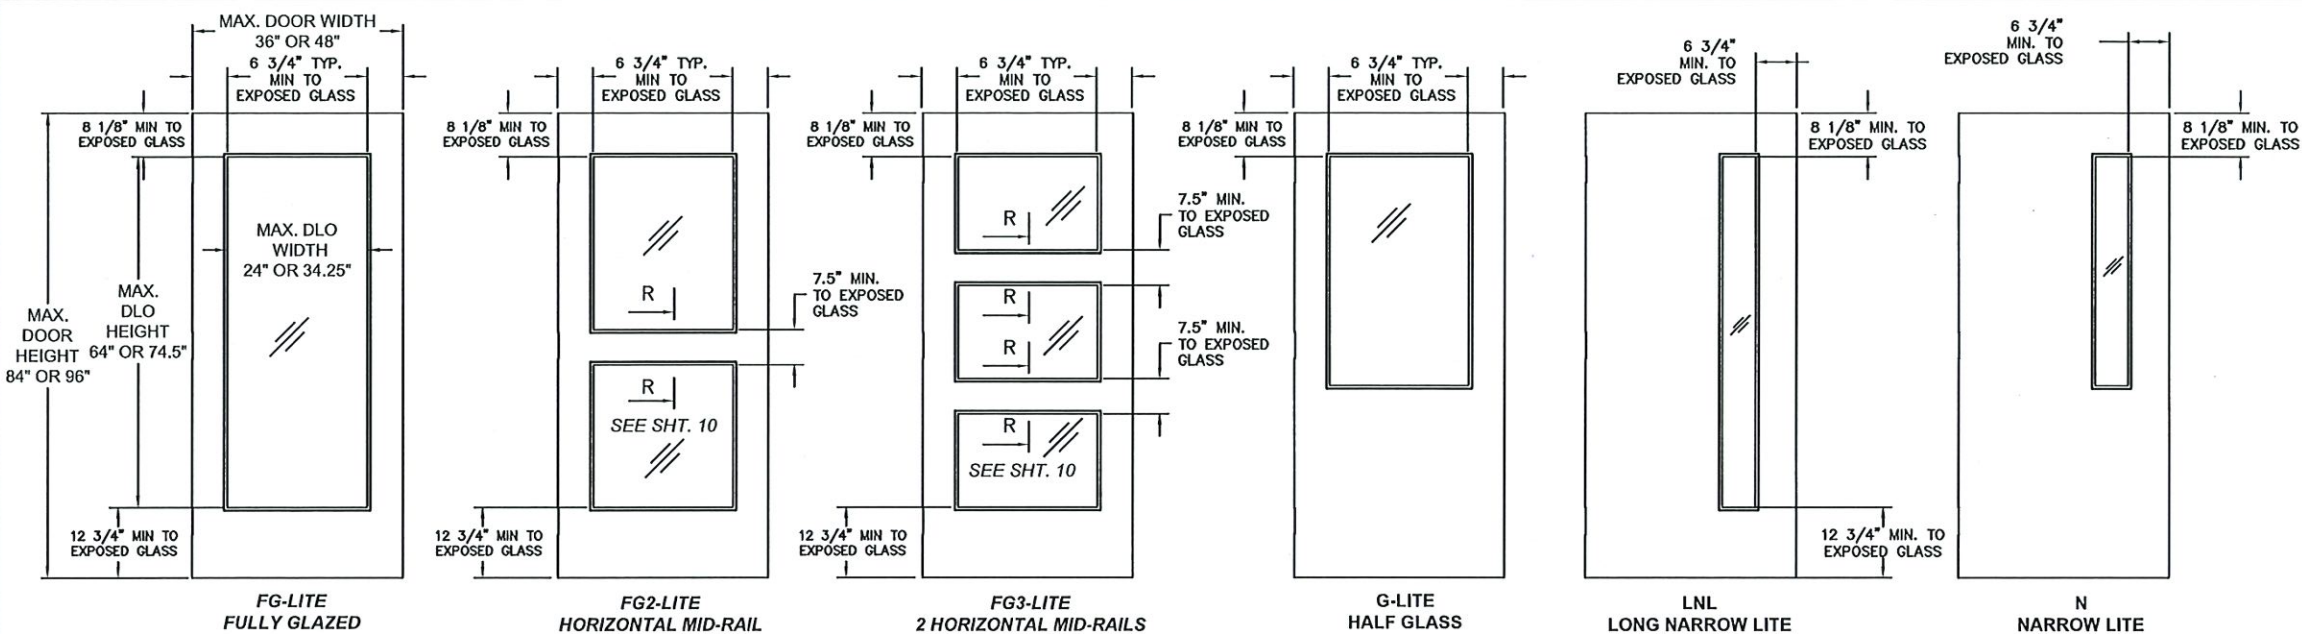 MAX. DOOR WIDTH
36" OR 48"
6 3/4" TYP.
MIN TO
EXPOSED GLASS
8 1/8" MIN TO
EXPOSED GLASS
MAX. DLO
WIDTH
24" OR 34.25"
MAX.
DLO
HEIGHT
64" OR 74.5"
MAX.
DOOR
HEIGHT
84" OR 96"
12 3/4" MIN TO
EXPOSED GLASS
FG-LITE
FULLY GLAZED
6 3/4" TYP.
MIN TO
EXPOSED GLASS
8 1/8" MIN TO
EXPOSED GLASS
R
7.5" MIN.
TO EXPOSED
GLASS
R
SEE SHT. 10
12 3/4" MIN TO
EXPOSED GLASS
FG2-LITE
HORIZONTAL MID-RAIL
6 3/4" TYP.
MIN TO
EXPOSED GLASS
8 1/8" MIN TO
EXPOSED GLASS
R
7.5" MIN.
TO EXPOSED
GLASS
R
R
7.5" MIN.
TO EXPOSED
GLASS
R
SEE SHT. 10
12 3/4" MIN TO
EXPOSED GLASS
FG3-LITE
2 HORIZONTAL MID-RAILS
6 3/4" TYP.
MIN TO
EXPOSED GLASS
8 1/8" MIN TO
EXPOSED GLASS
G-LITE
HALF GLASS
6 3/4"
MIN. TO
EXPOSED GLASS
8 1/8" MIN. TO
EXPOSED GLASS
12 3/4" MIN. TO
EXPOSED GLASS
LNL
LONG NARROW LITE
6 3/4"
MIN. TO
EXPOSED GLASS
8 1/8" MIN. TO
EXPOSED GLASS
N
NARROW LITE